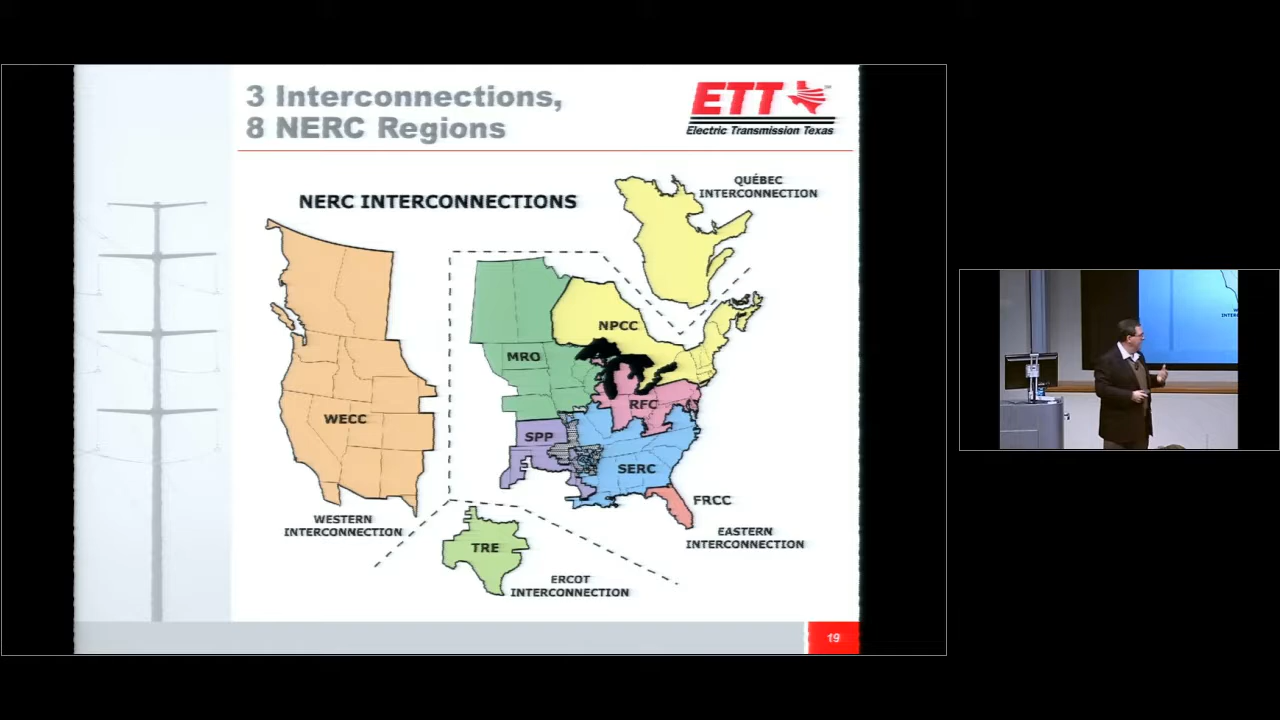 3 Interconnections,
8 NERC Regions
ETT
Electric Transmission Texas
NERC INTERCONNECTIONS
QUÉBEC
INTERCONNECTION
NPCC
MRO
RFC
WECC
SPP
SERC
FRCC
WESTERN
INTERCONNECTION
EASTERN
INTERCONNECTION
TRE
ERCOT
INTERCONNECTION
19